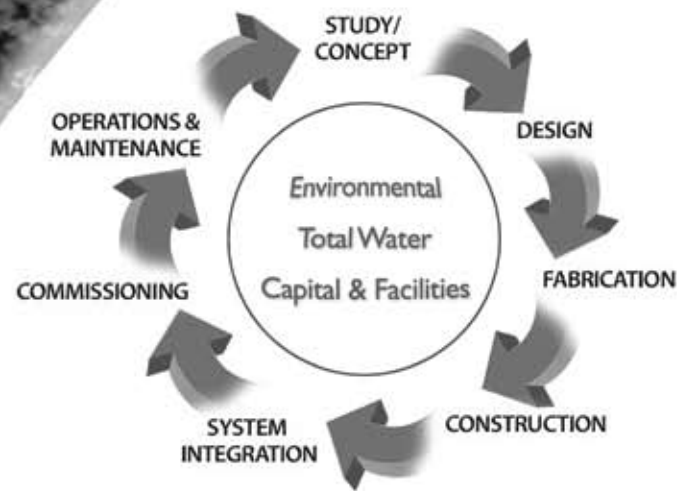 STUDY/
CONCEPT
DESIGN
FABRICATION
CONSTRUCTION
SYSTEM
INTEGRATION
COMMISSIONING
OPERATIONS &
MAINTENANCE
Environmental
Total Water
Capital & Facilities